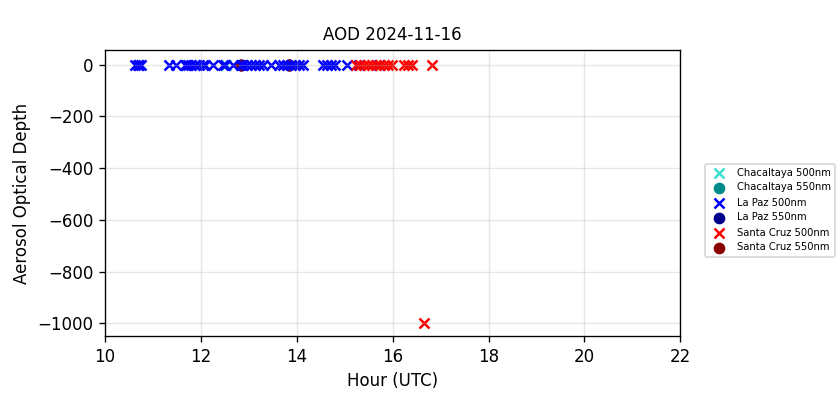 AOD 2024-11-16
Aerosol Optical Depth
0
−200
−400
−600
−800
−1000
10 12 14 16 18 20 22
Hour (UTC)
Chacaltaya 500nm
Chacaltaya 550nm
La Paz 500nm
La Paz 550nm
Santa Cruz 500nm
Santa Cruz 550nm